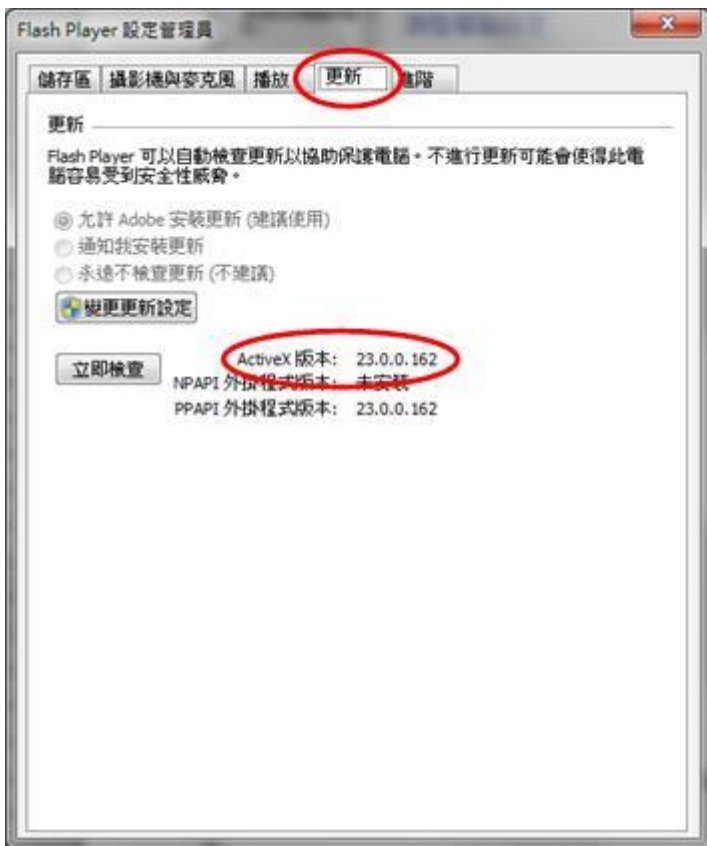 Flash Player 設定管理員
儲存區 攝影機與麥克風 播放 更新 進階
更新
Flash Player 可以自動檢查更新以協助保護電腦。不進行更新可能會使得此電
腦容易受到安全性威脅。
允許 Adobe 安裝更新 (建議使用)
通知我安裝更新
永遠不檢查更新 (不建議)
變更更新設定
立即檢查
ActiveX 版本: 23.0.0.162
NPAPI 外掛程式版本: 未安裝
PPAPI 外掛程式版本: 23.0.0.162